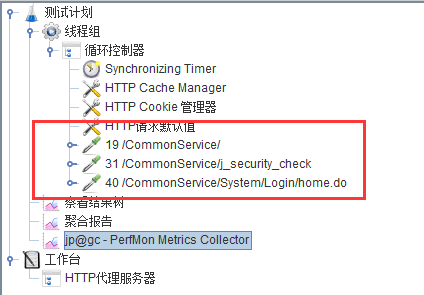 测试计划
线程组
循环控制器
Synchronizing Timer
HTTP Cache Manager
HTTP Cookie 管理器
HTTP请求默认值
19 /CommonService/
31 /CommonService/j_security_check
40 /CommonService/System/Login/home.do
察看结果树
聚合报告
jp@gc - PerfMon Metrics Collector
工作台
HTTP代理服务器